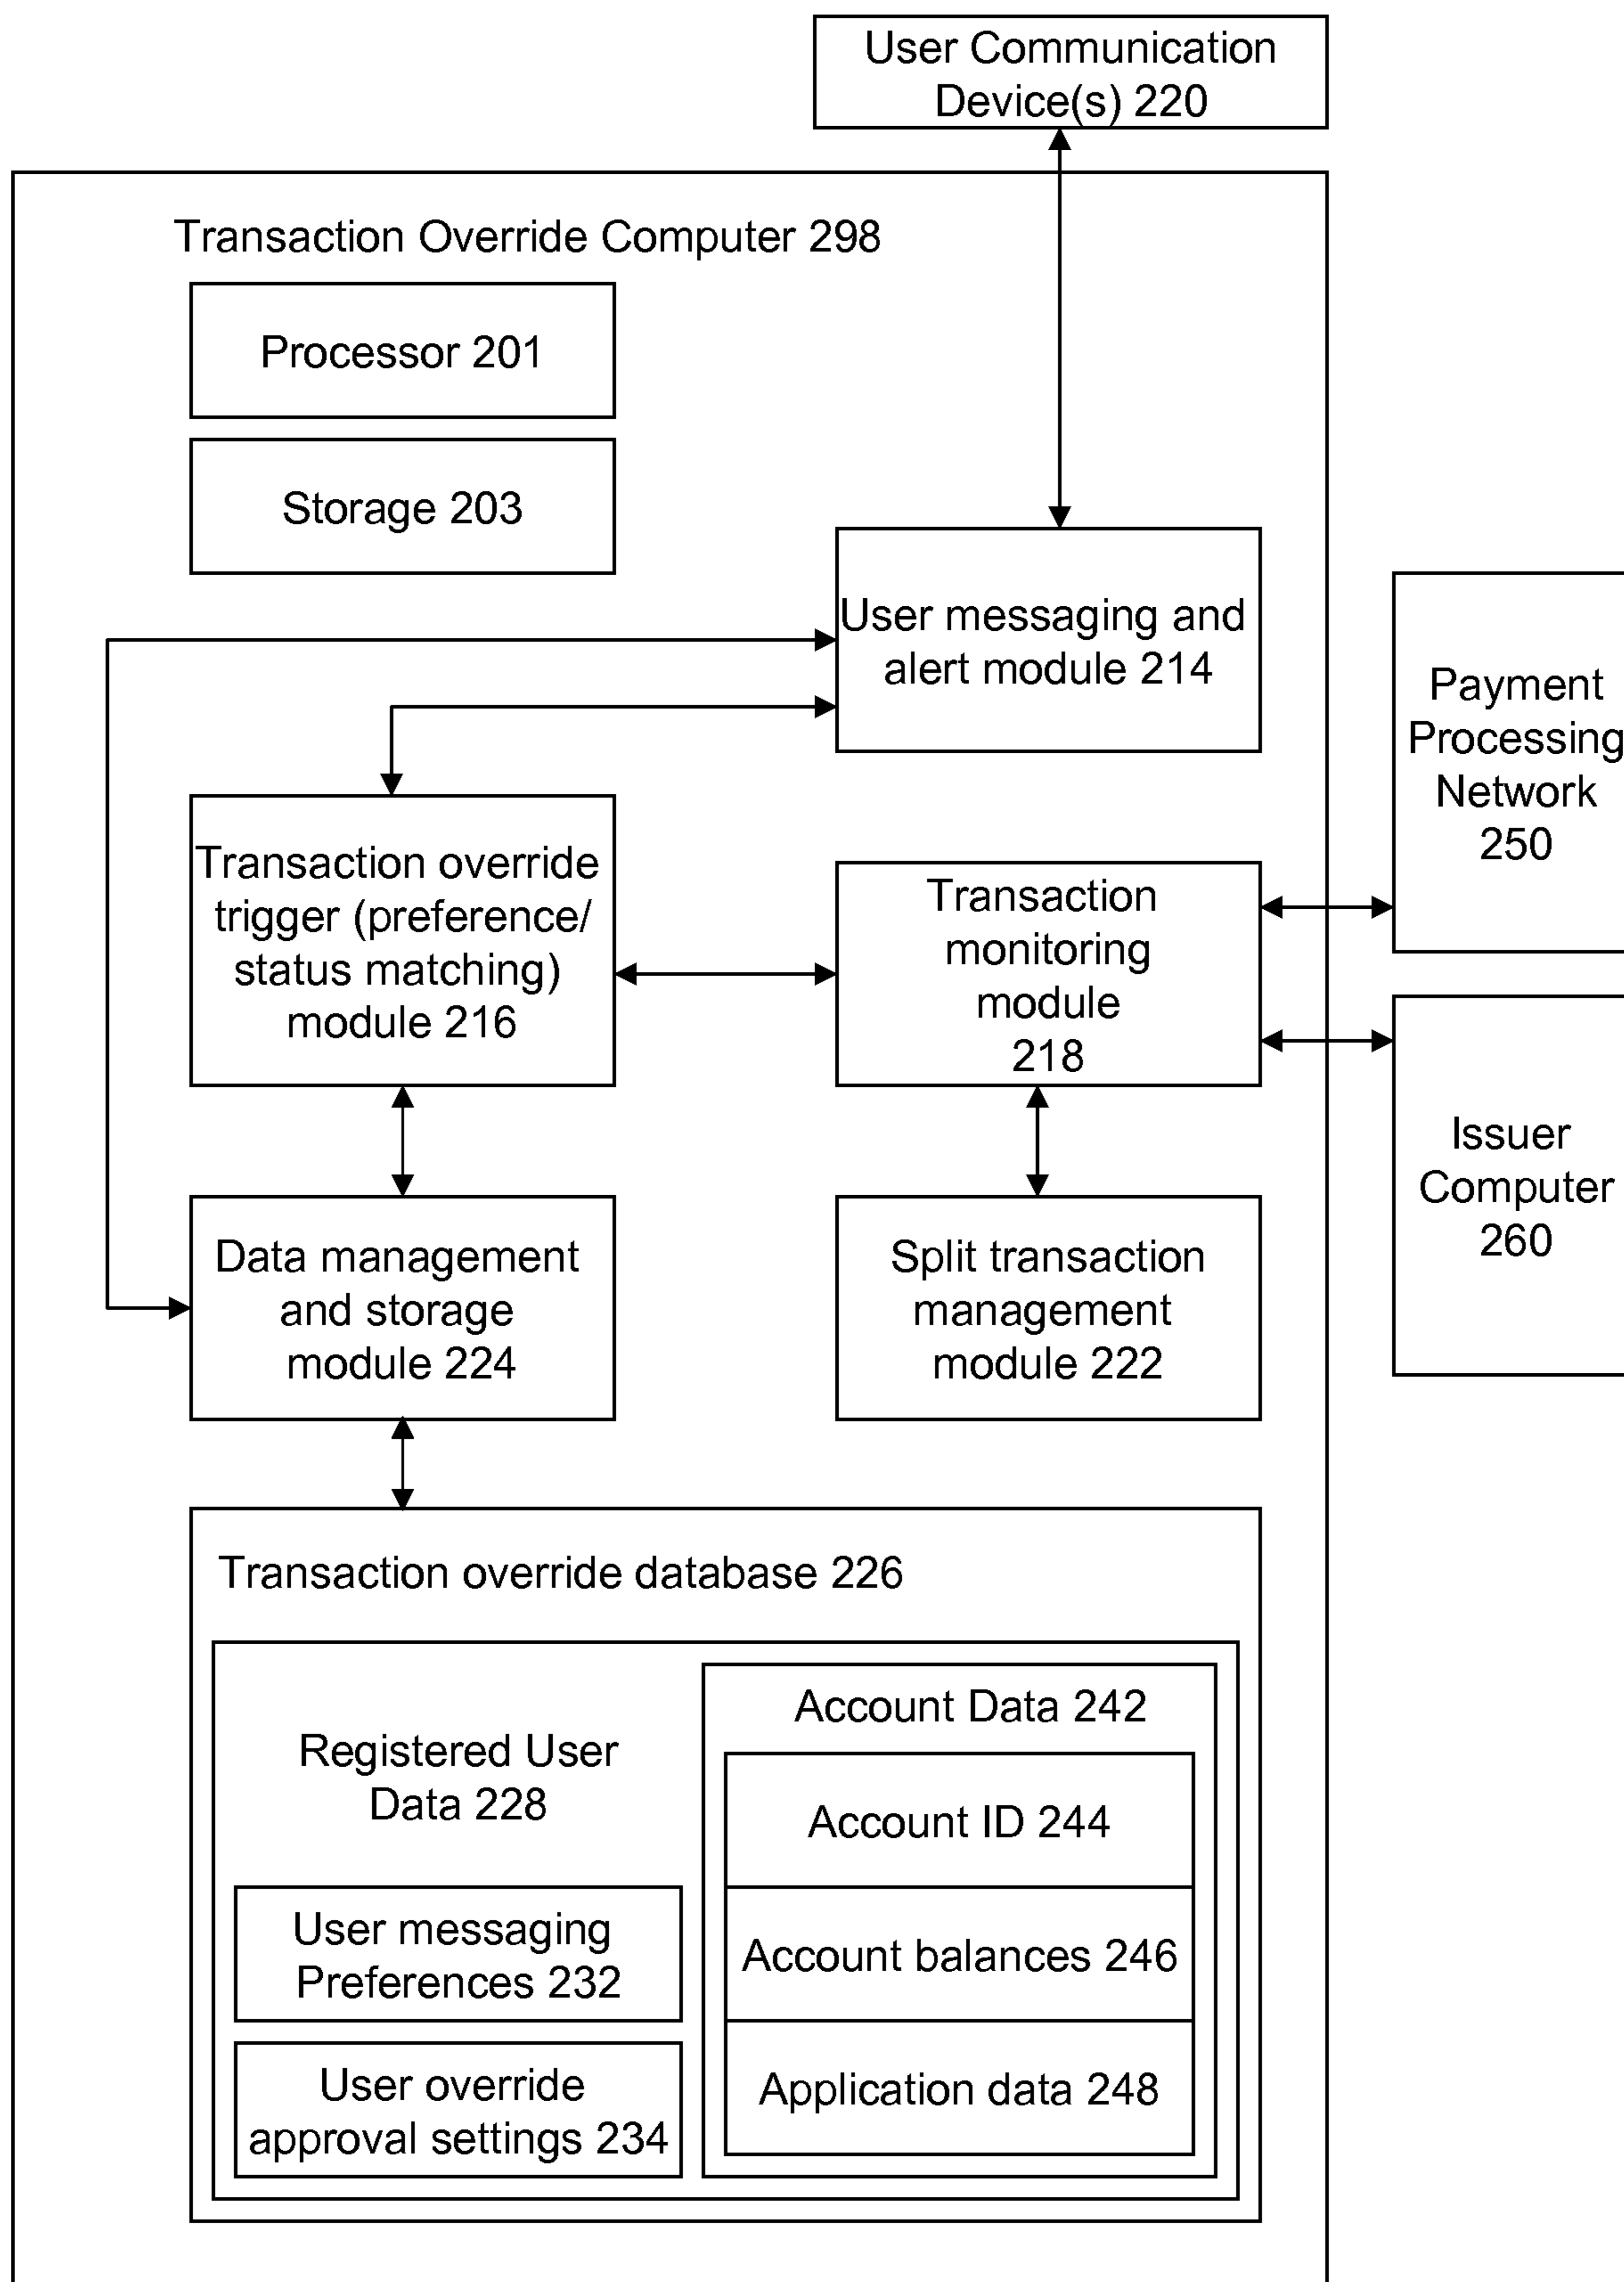 User Communication
Device(s) 220
Transaction Override Computer 298
Processor 201
Storage 203
User messaging and
alert module 214
Payment
Processing
Network
250
Transaction override
trigger (preference/
status matching)
module 216
Transaction
monitoring
module
218
Issuer
Computer
260
Data management
and storage
module 224
Split transaction
management
module 222
Transaction override database 226
Registered User
Data 228
User messaging
Preferences 232
User override
approval settings 234
Account Data 242
Account ID 244
Account balances 246
Application data 248